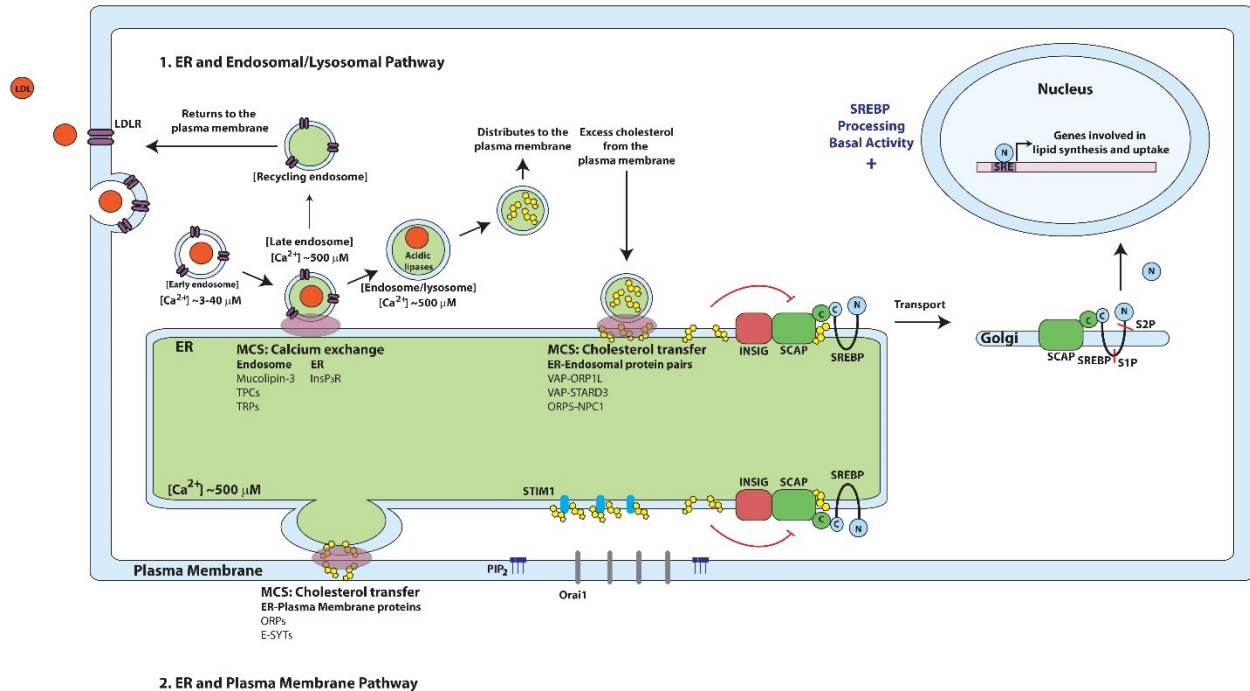 1. ER and Endosomal/Lysosomal Pathway
LDL
LDLR
Returns to the
plasma membrane
[Recycling endosome]
Distributes to the
plasma membrane
Excess cholesterol
from the
plasma membrane
SREBP
Processing
Basal Activity
+
Nucleus
Genes involved in
lipid synthesis and uptake
N
SRE
[Early endosome]
[Ca2+] ~3-40 µM
[Late endosome]
[Ca2+] ~500 µM
Acidic
lipases
[Endosome/lysosome]
[Ca2+] ~500 µM
N
ER
MCS: Calcium exchange
Endosome ER
Mucolipin-3 InsP3R
TPCs
TRPs
MCS: Cholesterol transfer
ER-Endosomal protein pairs
VAP-ORP1L
VAP-STARD3
ORP5-NPC1
INSIG
SCAP
C
C
N
SREBP
Transport
Golgi
SCAP
C
C
N
SREBP
S2P
S1P
[Ca2+] ~500 µM
STIM1
INSIG
SCAP
SREBP
C
C
N
Plasma Membrane
PIP2
Orai1
MCS: Cholesterol transfer
ER-Plasma Membrane proteins
ORPs
E-SYTs
2. ER and Plasma Membrane Pathway